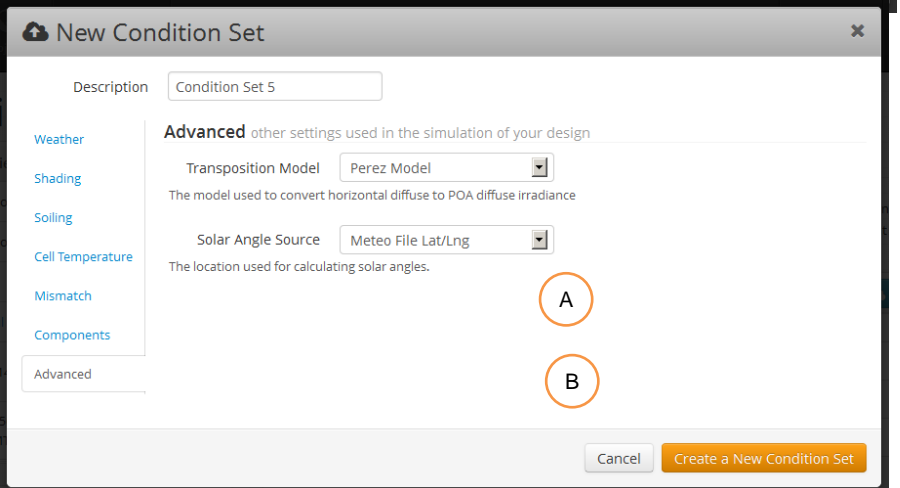 New Condition Set
Description Condition Set 5
Weather
Shading
Soiling
Cell Temperature
Mismatch
Components
Advanced
Advanced other settings used in the simulation of your design
Transposition Model Perez Model
The model used to convert horizontal diffuse to POA diffuse irradiance
Solar Angle Source Meteo File Lat/Lng
The location used for calculating solar angles.
A
B
Cancel Create a New Condition Set